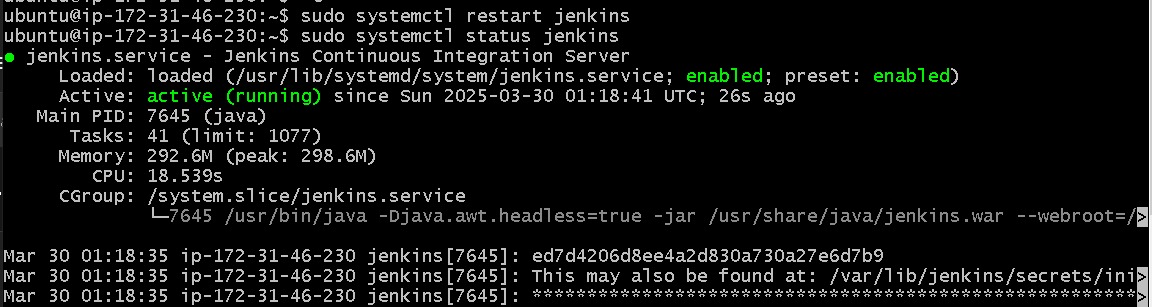 ubuntu@ip-172-31-46-230:~$ sudo systemctl restart jenkins
ubuntu@ip-172-31-46-230:~$ sudo systemctl status jenkins
● jenkins.service - Jenkins Continuous Integration Server
     Loaded: loaded (/usr/lib/systemd/system/jenkins.service; enabled; preset: enabled)
     Active: active (running) since Sun 2025-03-30 01:18:41 UTC; 26s ago
   Main PID: 7645 (java)
      Tasks: 41 (limit: 1077)
     Memory: 292.6M (peak: 298.6M)
        CPU: 18.539s
     CGroup: /system.slice/jenkins.service
             └─7645 /usr/bin/java -Djava.awt.headless=true -jar /usr/share/java/jenkins.war --webroot=/>
Mar 30 01:18:35 ip-172-31-46-230 jenkins[7645]: ed7d4206d8ee4a2d830a730a27e6d7b9
Mar 30 01:18:35 ip-172-31-46-230 jenkins[7645]: This may also be found at: /var/lib/jenkins/secrets/ini>
Mar 30 01:18:35 ip-172-31-46-230 jenkins[7645]: *******************************************************>